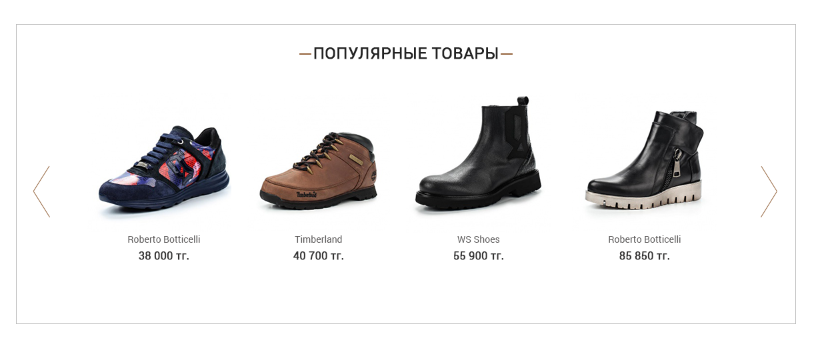 ПОПУЛЯРНЫЕ ТОВАРЫ
Timberland
Roberto Botticelli
Timberland
WS Shoes
Roberto Botticelli
38 000 тг.
40 700 тг.
55 900 тг.
85 850 тг.